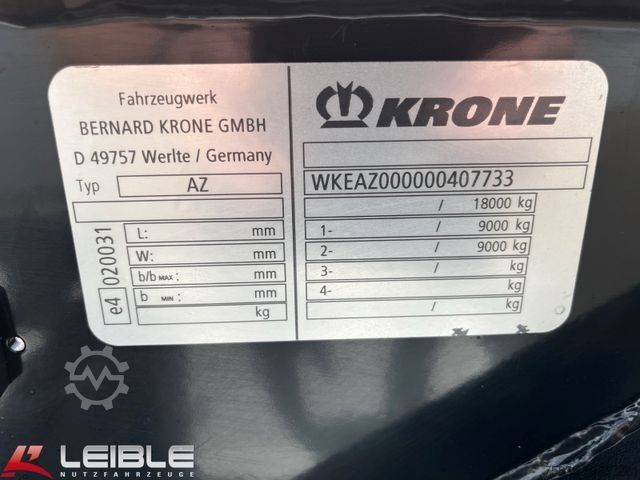 Fahrzeugwerk
BERNARD KRONE GMBH
D 49757 Werlte / Germany
Typ AZ
e4 020031
L: mm
W: mm
b/b MAX: mm
b MIN: mm
kg
KRONE
WKEAZ000000407733
/ 18000 kg
1- / 9000 kg
2- / 9000 kg
3- / kg
4- / kg
/ kg
LEIBLE
NUTZFAHRZEUGE